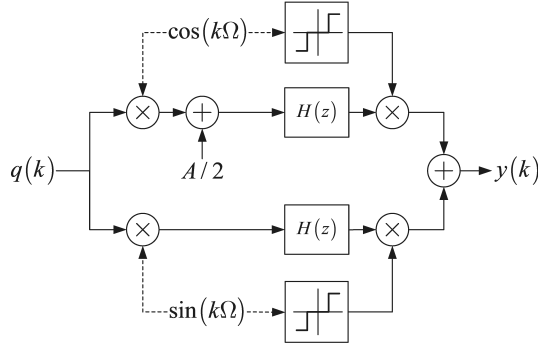 cos(kΩ)
× + H(z) ×
A/2
q(k) + y(k)
× H(z) ×
sin(kΩ)